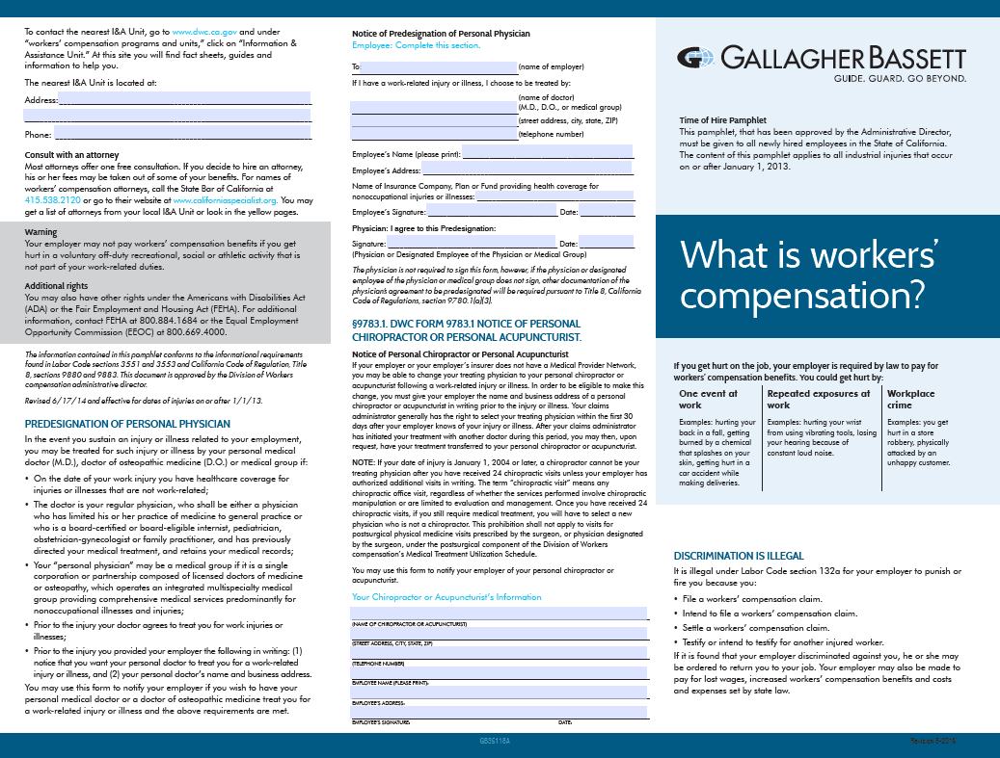 To contact the nearest I&A Unit, go to www.dwc.ca.gov and under
"workers' compensation programs and units," click on "Information &
Assistance Unit." At this site you will find fact sheets, guides and
information to help you.
The nearest I&A Unit is located at:
Address:
Phone:
Consult with an attorney
Most attorneys offer one free consultation. If you decide to hire an attorney,
his or her fees may be taken out of some of your benefits. For names of
workers' compensation attorneys, call the State Bar of California at
415.538.2120 or go to their website at www.californiaspecialist.org. You may
get a list of attorneys from your local I&A Unit or look in the yellow pages.
Warning
Your employer may not pay workers' compensation benefits if you get
hurt in a voluntary off-duty recreational, social or athletic activity that is
not part of your work-related duties.
Additional rights
You may also have other rights under the Americans with Disabilities Act
(ADA) or the Fair Employment and Housing Act (FEHA). For additional
information, contact FEHA at 800.884.1684 or the Equal Employment
Opportunity Commission (EEOC) at 800.669.4000.
The information contained in this pamphlet conforms to the informational requirements
found in Labor Code sections 3551 and 3553 and California Code of Regulation, Title
8, sections 9880 and 9883. This document is approved by the Division of Workers
compensation administrative director.
Revised 6/17/14 and effective for dates of injuries on or after 1/1/13.
PREDESIGNATION OF PERSONAL PHYSICIAN
In the event you sustain an injury or illness related to your employment,
you may be treated for such injury or illness by your personal medical
doctor (M.D.), doctor of osteopathic medicine (D.O.) or medical group if:
• On the date of your work injury you have healthcare coverage for
injuries or illnesses that are not work-related;
• The doctor is your regular physician, who shall be either a physician
who has limited his or her practice of medicine to general practice or
who is a board-certified or board-eligible internist, pediatrician,
obstetrician-gynecologist or family practitioner, and has previously
directed your medical treatment, and retains your medical records;
• Your "personal physician" may be a medical group if it is a single
corporation or partnership composed of licensed doctors of medicine
or osteopathy, which operates an integrated multispecialty medical
group providing comprehensive medical services predominantly for
nonoccupational illnesses and injuries;
• Prior to the injury your doctor agrees to treat you for work injuries or
illnesses;
• Prior to the injury you provided your employer the following in writing: (1)
notice that you want your personal doctor to treat you for a work-related
injury or illness, and (2) your personal doctor's name and business address.
You may use this form to notify your employer if you wish to have your
personal medical doctor or a doctor of osteopathic medicine treat you for
a work-related injury or illness and the above requirements are met.
Notice of Predesignation of Personal Physician
Employee: Complete this section.
To: (name of employer)
If I have a work-related injury or illness, I choose to be treated by:
(name of doctor)
(M.D., D.O., or medical group)
(street address, city, state, ZIP)
(telephone number)
Employee's Name (please print):
Employee's Address:
Name of Insurance Company, Plan or Fund providing health coverage for
nonoccupational injuries or illnesses:
Employee's Signature: Date:
Physician: I agree to this Predesignation:
Signature: Date:
(Physician or Designated Employee of the Physician or Medical Group)
The physician is not required to sign this form, however, if the physician or designated
employee of the physician or medical group does not sign, other documentation of the
physician's agreement to be predesignated will be required pursuant to Title 8, California
Code of Regulations, section 9780.1(a)(3).
§9783.1. DWC FORM 9783.1 NOTICE OF PERSONAL
CHIROPRACTOR OR PERSONAL ACUPUNCTURIST.
Notice of Personal Chiropractor or Personal Acupuncturist
If your employer or your employer's insurer does not have a Medical Provider Network,
you may be able to change your treating physician to your personal chiropractor or
acupuncturist following a work-related injury or illness. In order to be eligible to make this
change, you must give your employer the name and business address of a personal
chiropractor or acupuncturist in writing prior to the injury or illness. Your claims
administrator generally has the right to select your treating physician within the first 30
days after your employer knows of your injury or illness. After your claims administrator
has initiated your treatment with another doctor during this period, you may then, upon
request, have your treatment transferred to your personal chiropractor or acupuncturist.
NOTE: If your date of injury is January 1, 2004 or later, a chiropractor cannot be your
treating physician after you have received 24 chiropractic visits unless your employer has
authorized additional visits in writing. The term "chiropractic visit" means any
chiropractic office visit, regardless of whether the services performed involve chiropractic
manipulation or are limited to evaluation and management. Once you have received 24
chiropractic visits, if you still require medical treatment, you will have to select a new
physician who is not a chiropractor. This prohibition shall not apply to visits for
postsurgical physical medicine visits prescribed by the surgeon, or physician designated
by the surgeon, under the postsurgical component of the Division of Workers
compensation's Medical Treatment Utilization Schedule.
You may use this form to notify your employer of your personal chiropractor or
acupuncturist.
Your Chiropractor or Acupuncturist's Information
(NAME OF CHIROPRACTOR OR ACUPUNCTURIST)
(STREET ADDRESS, CITY, STATE, ZIP)
(TELEPHONE NUMBER)
EMPLOYEE NAME (PLEASE PRINT):
EMPLOYEE'S ADDRESS:
EMPLOYEE'S SIGNATURE: DATE:
GB35118A
GALLAGHER BASSETT
GUIDE. GUARD. GO BEYOND.
Time of Hire Pamphlet
This pamphlet, that has been approved by the Administrative Director,
must be given to all newly hired employees in the State of California.
The content of this pamphlet applies to all industrial injuries that occur
on or after January 1, 2013.
What is workers'
compensation?
If you get hurt on the job, your employer is required by law to pay for
workers' compensation benefits. You could get hurt by:
One event at
work
Examples: hurting your
back in a fall, getting
burned by a chemical
that splashes on your
skin, getting hurt in a
car accident while
making deliveries.
Repeated exposures at
work
Examples: hurting your wrist
from using vibrating tools, losing
your hearing because of
constant loud noise.
Workplace
crime
Examples: you get
hurt in a store
robbery, physically
attacked by an
unhappy customer.
DISCRIMINATION IS ILLEGAL
It is illegal under Labor Code section 132a for your employer to punish or
fire you because you:
• File a workers' compensation claim.
• Intend to file a workers' compensation claim.
• Settle a workers' compensation claim.
• Testify or intend to testify for another injured worker.
If it is found that your employer discriminated against you, he or she may
be ordered to return you to your job. Your employer may also be made to
pay for lost wages, increased workers' compensation benefits and costs
and expenses set by state law.